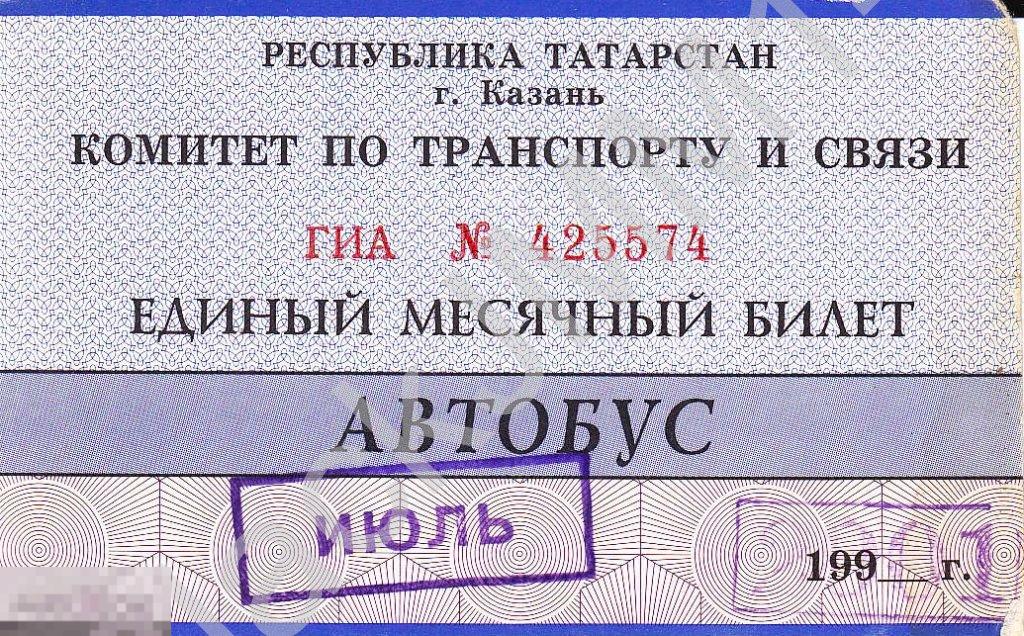 РЕСПУБЛИКА ТАТАРСТАН
г. Казань
КОМИТЕТ ПО ТРАНСПОРТУ И СВЯЗИ
ГИА № 425574
ЕДИНЫЙ МЕСЯЧНЫЙ БИЛЕТ
АВТОБУС
ИЮЛЬ
199__ г.